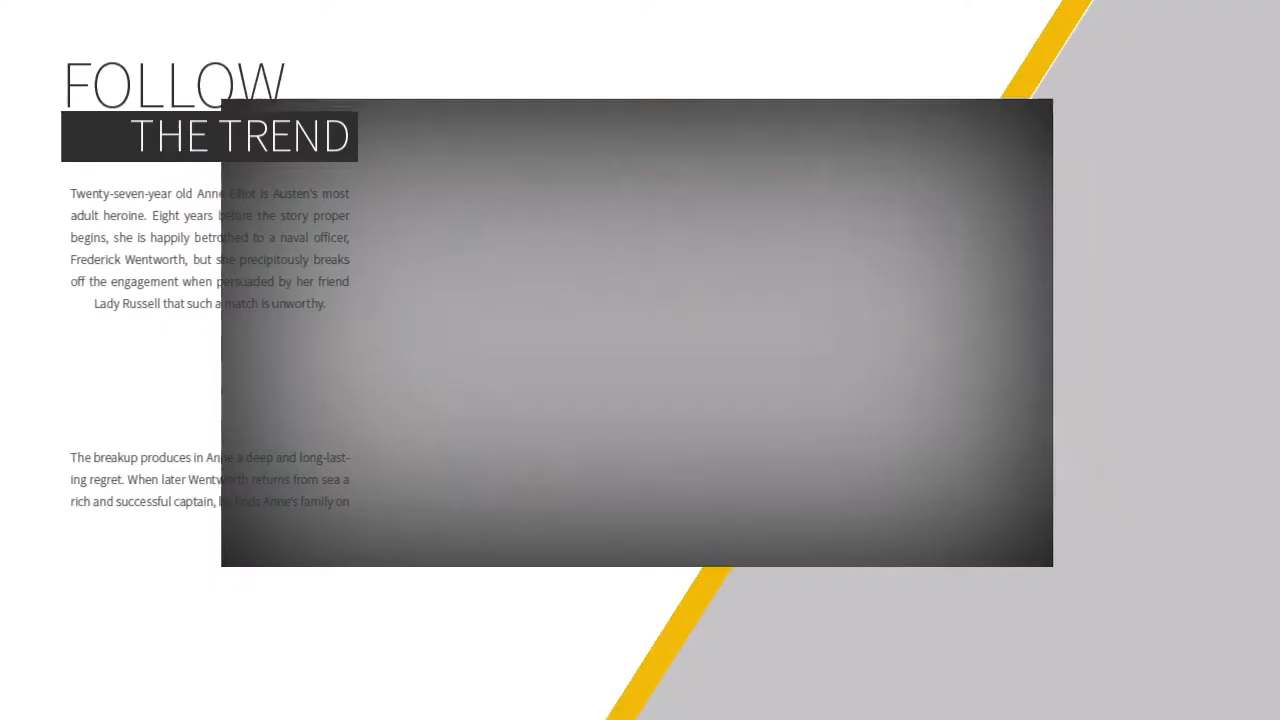 FOLLOW
THE TREND
Twenty-seven-year old Anne Elliot is Austen's most
adult heroine. Eight years before the story proper
begins, she is happily betrothed to a naval officer,
Frederick Wentworth, but she precipitously breaks
off the engagement when persuaded by her friend
Lady Russell that such a match is unworthy.
The breakup produces in Anne a deep and long-last-
ing regret. When later Wentworth returns from sea a
rich and successful captain, he finds Anne's family on